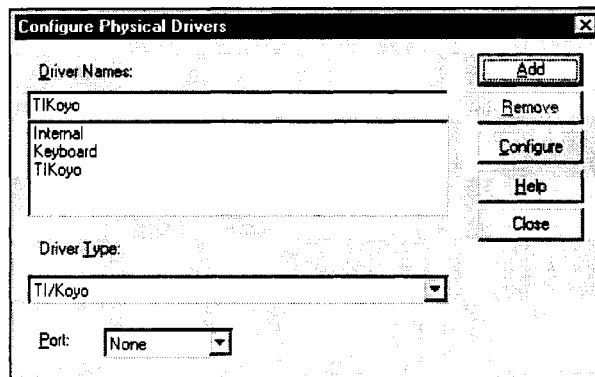 Configure Physical Drivers
Driver Names:
TIKoyo
Internal
Keyboard
TIKoyo
Driver Type:
TI/Koyo
Port: None
Add
Remove
Configure
Help
Close